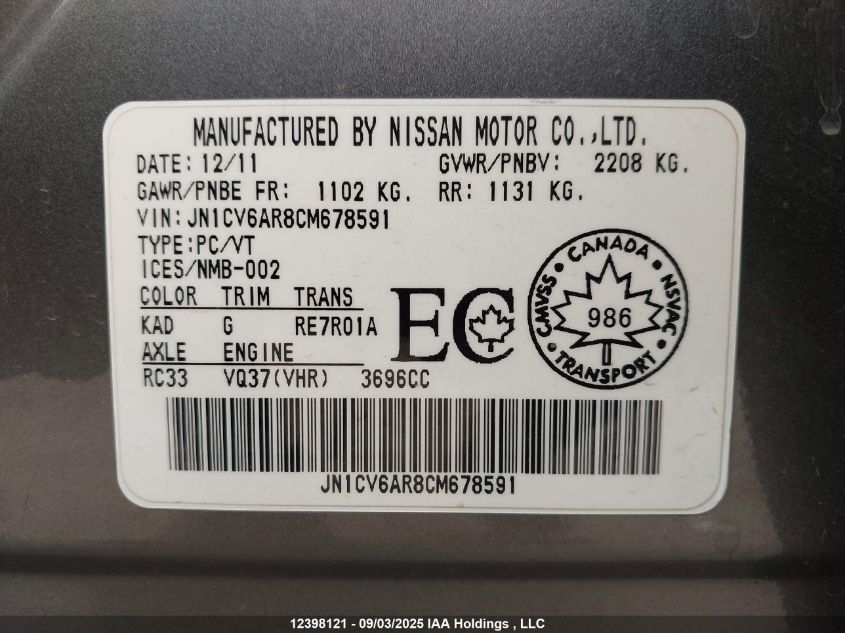 MANUFACTURED BY NISSAN MOTOR CO.,LTD.
DATE: 12/11 GVWR/PNBV: 2208 KG.
GAWR/PNBE FR: 1102 KG. RR: 1131 KG.
VIN: JN1CV6AR8CM678591
TYPE:PC/VT
ICES/NMB-002
COLOR TRIM TRANS
KAD G RE7R01A
AXLE ENGINE
RC33 VQ37(VHR) 3696CC
EC
CANADA
CMVSS 986 NSVAC
TRANSPORT
JN1CV6AR8CM678591
12398121 - 09/03/2025 IAA Holdings , LLC